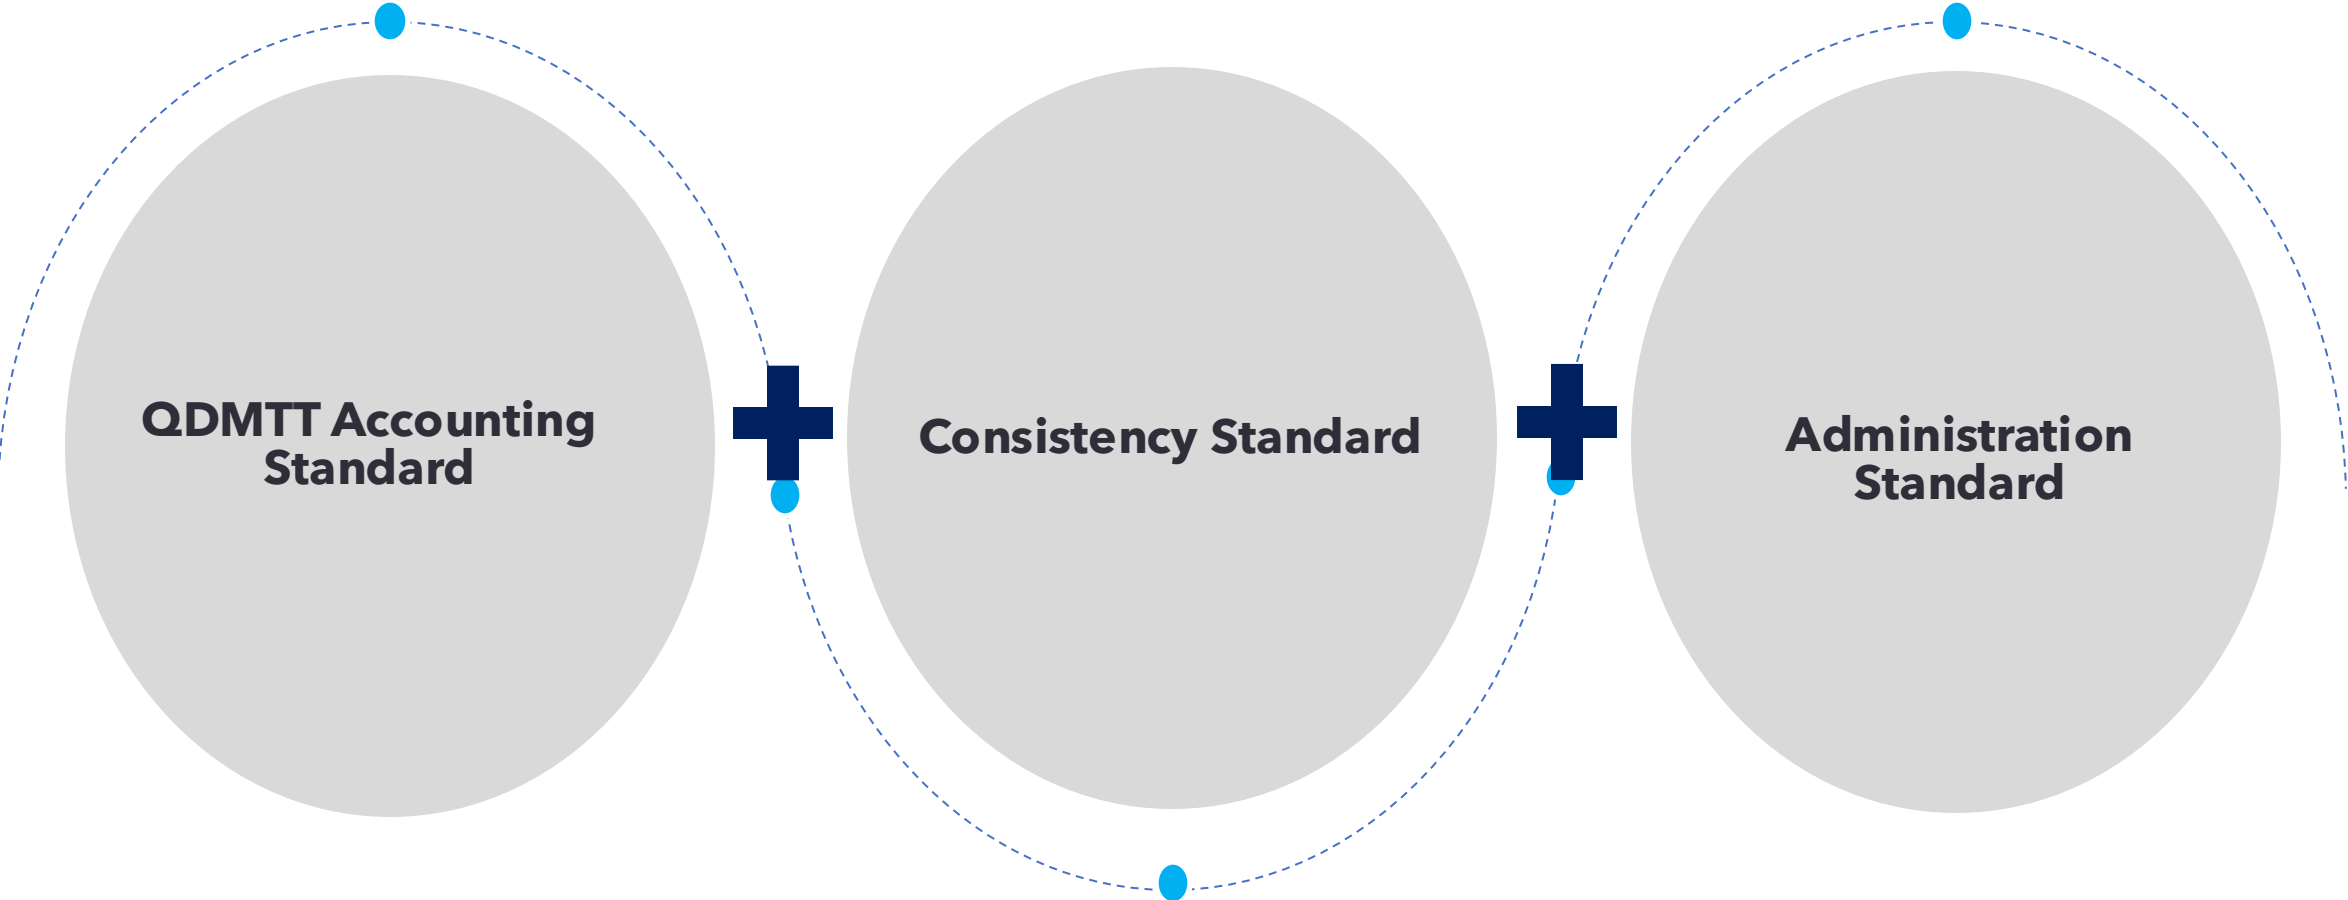 QDMTT Accounting
Standard
Consistency Standard
Administration
Standard